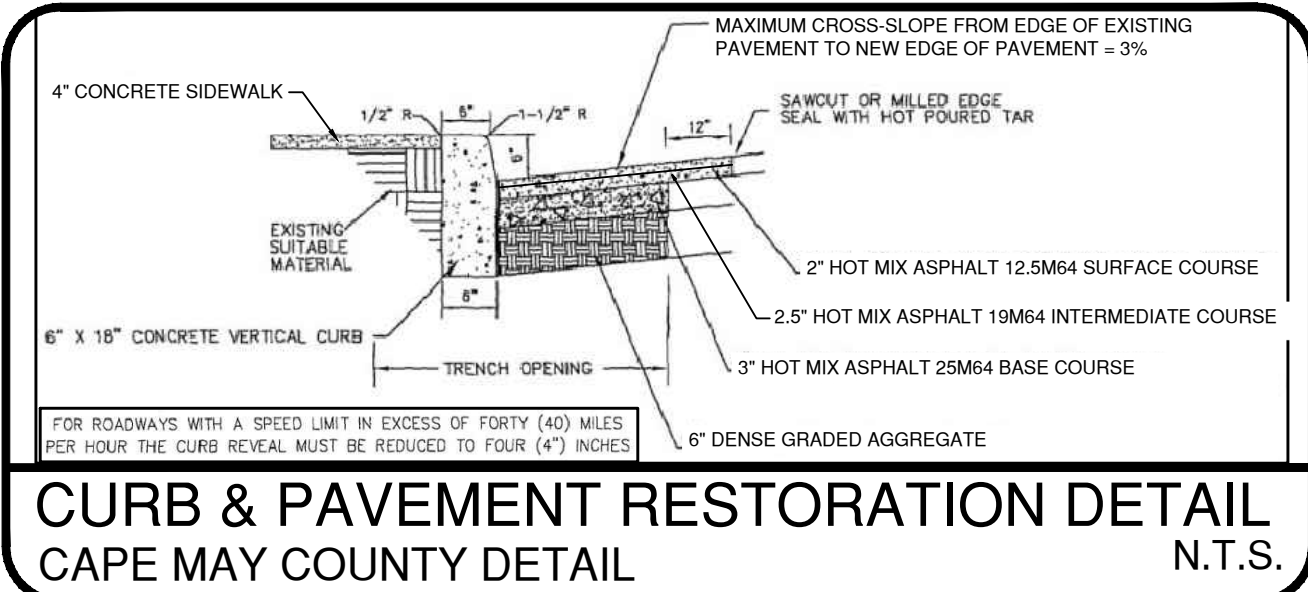 MAXIMUM CROSS-SLOPE FROM EDGE OF EXISTING
PAVEMENT TO NEW EDGE OF PAVEMENT = 3%
4" CONCRETE SIDEWALK
1/2" R
6"
1-1/2" R
6"
12"
SAWCUT OR MILLED EDGE
SEAL WITH HOT POURED TAR
EXISTING
SUITABLE
MATERIAL
8"
2" HOT MIX ASPHALT 12.5M64 SURFACE COURSE
2.5" HOT MIX ASPHALT 19M64 INTERMEDIATE COURSE
6" X 18" CONCRETE VERTICAL CURB
TRENCH OPENING
3" HOT MIX ASPHALT 25M64 BASE COURSE
FOR ROADWAYS WITH A SPEED LIMIT IN EXCESS OF FORTY (40) MILES
PER HOUR THE CURB REVEAL MUST BE REDUCED TO FOUR (4") INCHES
6" DENSE GRADED AGGREGATE
CURB & PAVEMENT RESTORATION DETAIL
CAPE MAY COUNTY DETAIL
N.T.S.